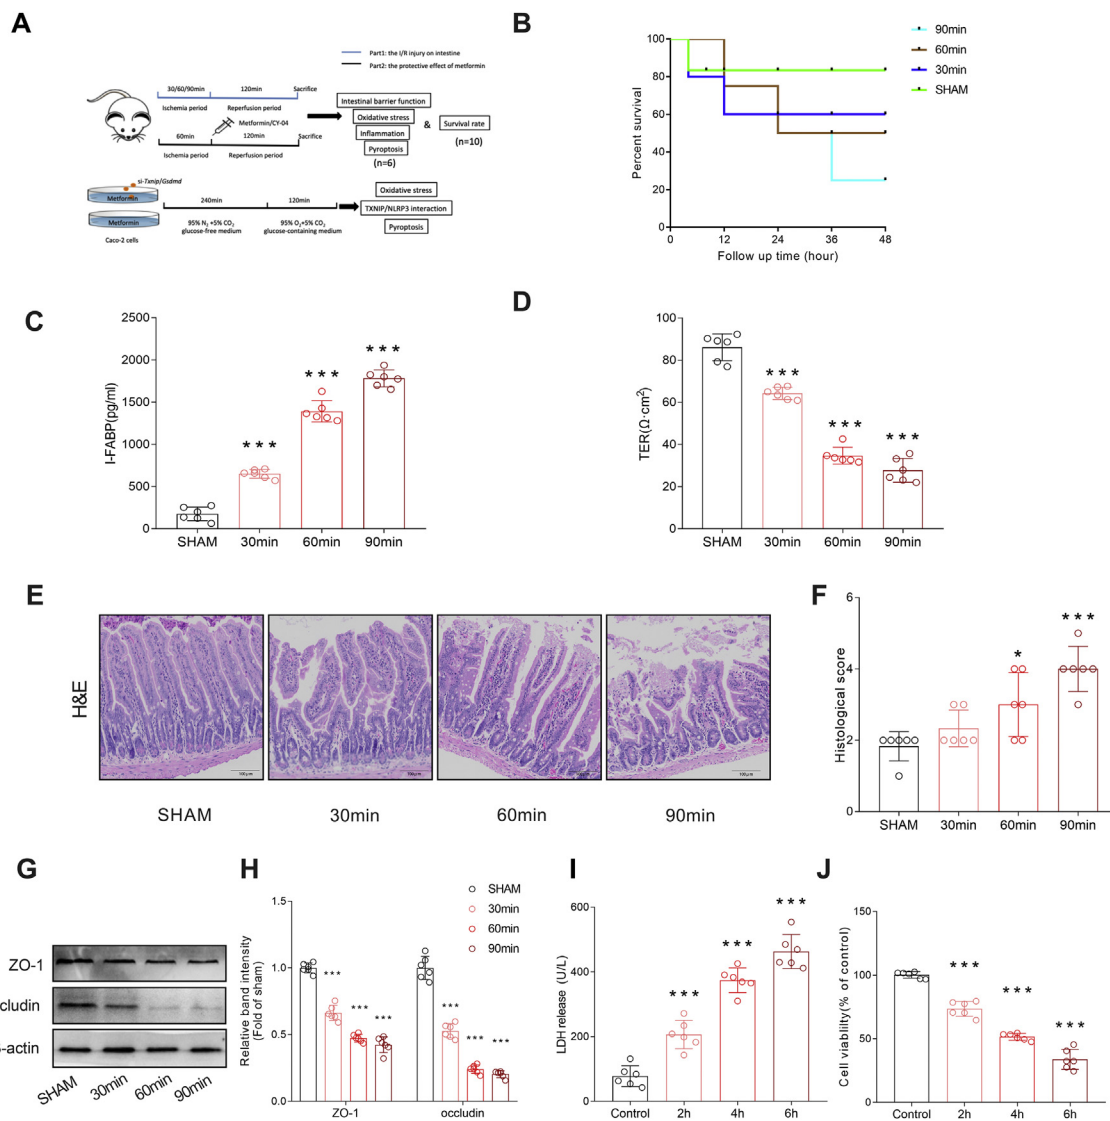 A
Part1: the I/R injury on intestine
Part2: the protective effect of metformin
30/60/90min 120min Sacrifice
Ischemia period Reperfusion period
Metformin/CY-04
60min 120min Sacrifice
Ischemia period Reperfusion period
Intestinal barrier function
Oxidative stress
Inflammation
Pyroptosis
(n=6)
&
Survival rate
(n=10)
si-Txnip/Gsdmd
Metformin
Metformin
Caco-2 cells
240min 120min
95% N2 +5% CO2 95% O2+5% CO2
glucose-free medium glucose-containing medium
Oxidative stress
TXNIP/NLRP3 interaction
Pyroptosis
B
Percent survival
100
80
60
40
20
0
0 12 24 36 48
Follow up time (hour)
90min
60min
30min
SHAM
C
I-FABP(pg/ml)
2500
2000
1500
1000
500
0
*** *** ***
SHAM 30min 60min 90min
D
TER(Ω·cm²)
100
80
60
40
20
0
*** *** ***
SHAM 30min 60min 90min
E
H&E
100μm 100μm 100μm 100μm
SHAM 30min 60min 90min
F
Histological score
6
4
2
0
* ***
SHAM 30min 60min 90min
G
ZO-1
cludin
-actin
SHAM 30min 60min 90min
H
Relative band intensity
(Fold of sham)
1.5
1.0
0.5
0.0
SHAM
30min
60min
90min
*** *** *** *** *** ***
ZO-1 occludin
I
LDH release (U/L)
600
400
200
0
*** *** ***
Control 2h 4h 6h
J
Cell viability(% of control)
150
100
50
0
*** *** ***
Control 2h 4h 6h